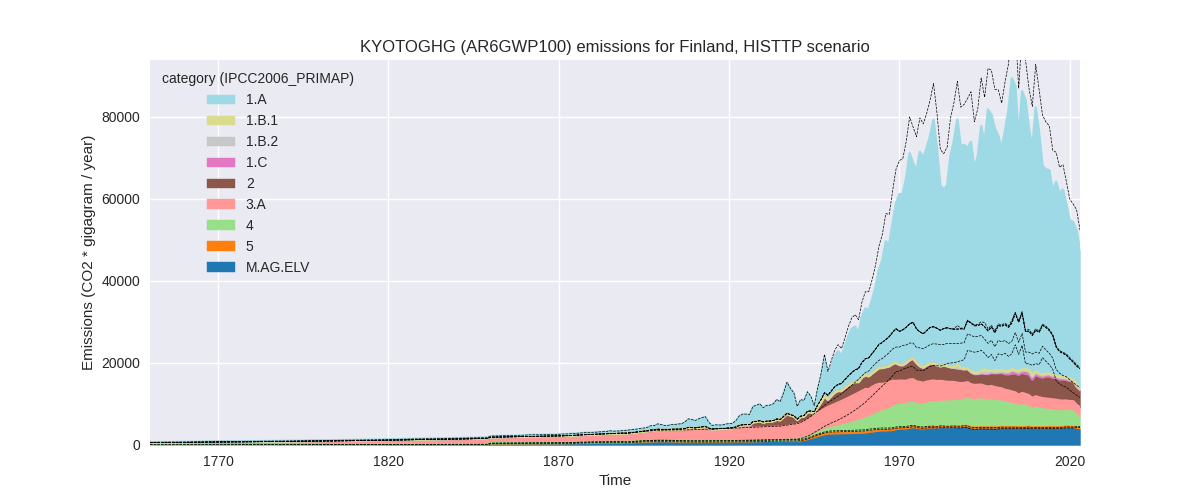 KYOTOGHG (AR6GWP100) emissions for Finland, HISTTP scenario
category (IPCC2006_PRIMAP)
1.A
1.B.1
1.B.2
1.C
2
3.A
4
5
M.AG.ELV
Emissions (CO2 * gigagram / year)
80000
60000
40000
20000
0
1770
1820
1870
1920
1970
2020
Time